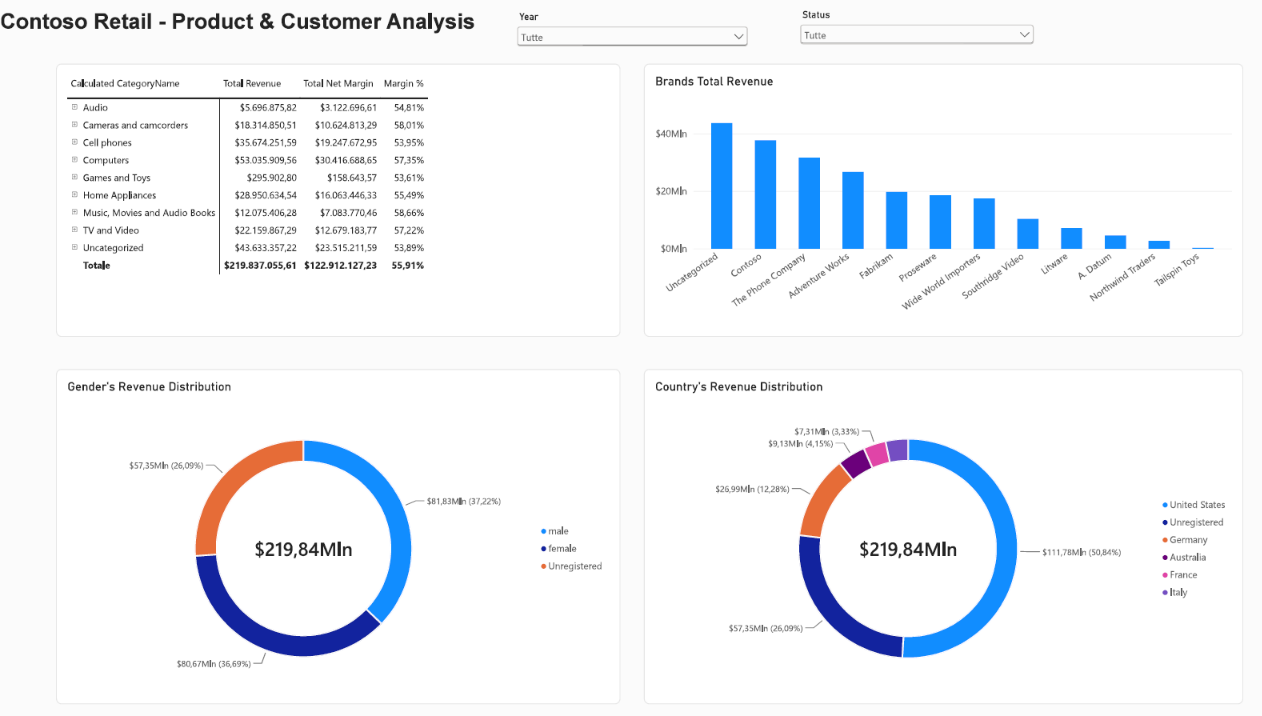 Contoso Retail - Product & Customer Analysis
Year
Tutte
Status
Tutte
Calculated CategoryName Total Revenue Total Net Margin Margin %
Audio $5.696.875,82 $3.122.696,61 54,81%
Cameras and camcorders $18.314.850,51 $10.624.813,29 58,01%
Cell phones $35.674.251,59 $19.247.672,95 53,95%
Computers $53.035.909,56 $30.416.688,65 57,35%
Games and Toys $295.902,80 $158.643,57 53,61%
Home Appliances $28.950.634,54 $16.063.446,33 55,49%
Music, Movies and Audio Books $12.075.406,28 $7.083.770,46 58,66%
TV and Video $22.159.867,29 $12.679.183,77 57,22%
Uncategorized $43.633.357,22 $23.515.211,59 53,89%
Totale $219.837.055,61 $122.912.127,23 55,91%
Brands Total Revenue
$40Mln
$20Mln
$0Mln
Uncategorized
Contoso
The Phone Company
Adventure Works
Fabrikam
Proseware
Wide World Importers
Southridge Video
Litware
A. Datum
Northwind Traders
Tailspin Toys
Gender's Revenue Distribution
$57,35Mln (26,09%)
$81,83Mln (37,22%)
$219,84Mln
$80,67Mln (36,69%)
male
female
Unregistered
Country's Revenue Distribution
$7,31Mln (3,33%)
$9,13Mln (4,15%)
$26,99Mln (12,28%)
$219,84Mln
$111,78Mln (50,84%)
$57,35Mln (26,09%)
United States
Unregistered
Germany
Australia
France
Italy